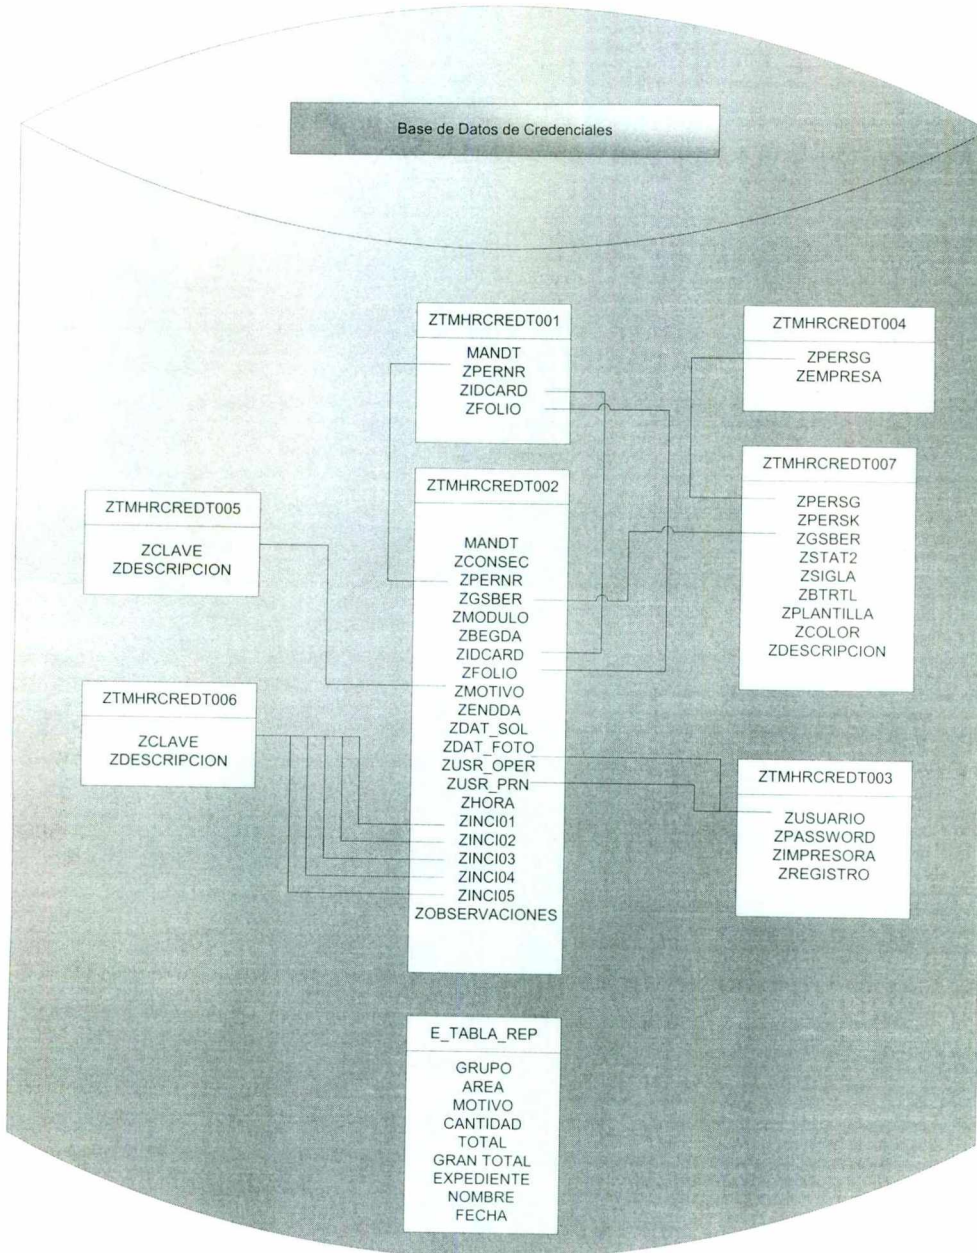 Base de Datos de Credenciales
ZTMHRCREDT001
MANDT
ZPERNR
ZIDCARD
ZFOLIO
ZTMHRCREDT004
ZPERSG
ZEMPRESA
ZTMHRCREDT005
ZCLAVE
ZDESCRIPCION
ZTMHRCREDT002
MANDT
ZCONSEC
ZPERNR
ZGSBER
ZMODULO
ZBEGDA
ZIDCARD
ZFOLIO
ZMOTIVO
ZENDDA
ZDAT_SOL
ZDAT_FOTO
ZUSR_OPER
ZUSR_PRN
ZHORA
ZINCI01
ZINCI02
ZINCI03
ZINCI04
ZINCI05
ZOBSERVACIONES
ZTMHRCREDT007
ZPERSG
ZPERSK
ZGSBER
ZSTAT2
ZSIGLA
ZBTRTL
ZPLANTILLA
ZCOLOR
ZDESCRIPCION
ZTMHRCREDT006
ZCLAVE
ZDESCRIPCION
ZTMHRCREDT003
ZUSUARIO
ZPASSWORD
ZIMPRESORA
ZREGISTRO
E_TABLA_REP
GRUPO
AREA
MOTIVO
CANTIDAD
TOTAL
GRAN TOTAL
EXPEDIENTE
NOMBRE
FECHA